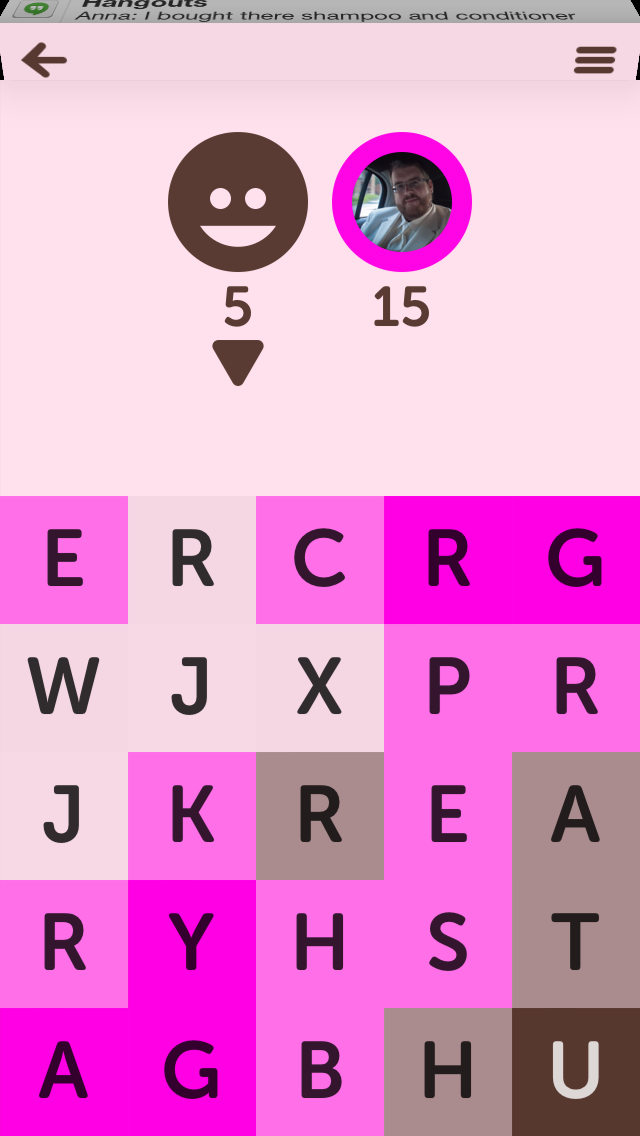 Hangouts
Anna: I bought there shampoo and conditioner
5 15
E R C R G
W J X P R
J K R E A
R Y H S T
A G B H U